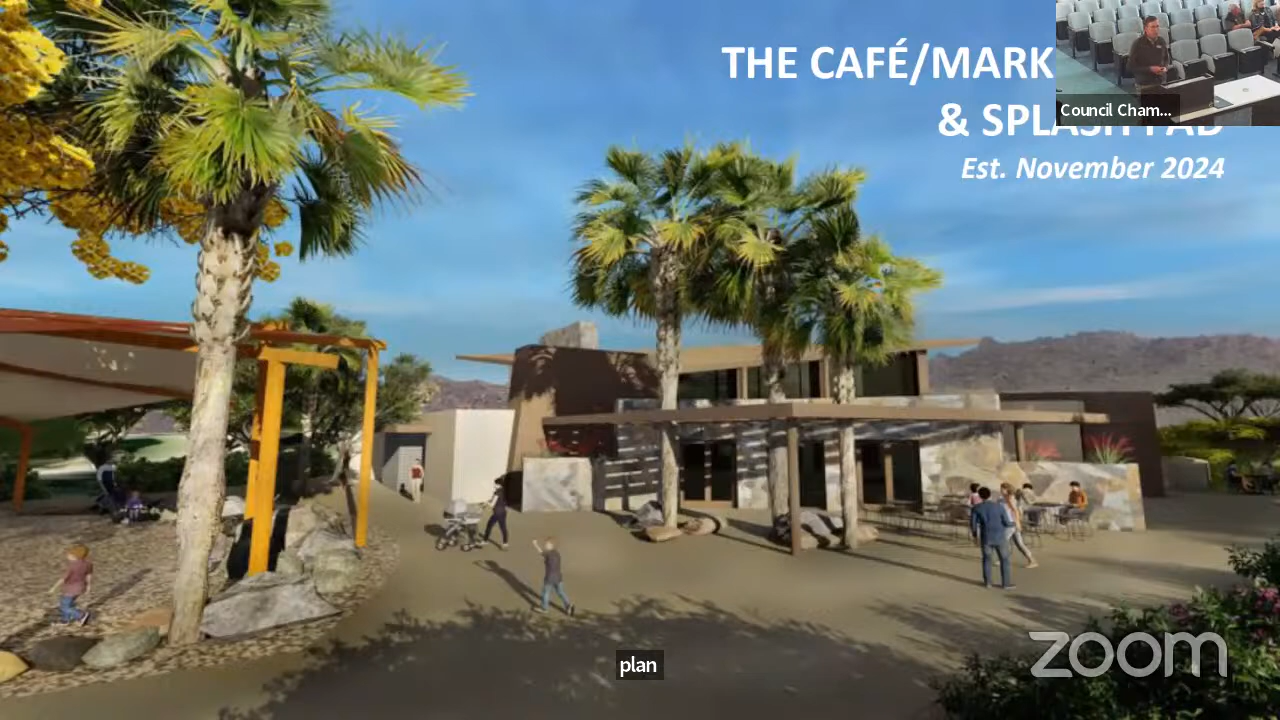 THE CAFÉ/MARK
Council Cham...
& SPLASH PAD
Est. November 2024
plan
zoom